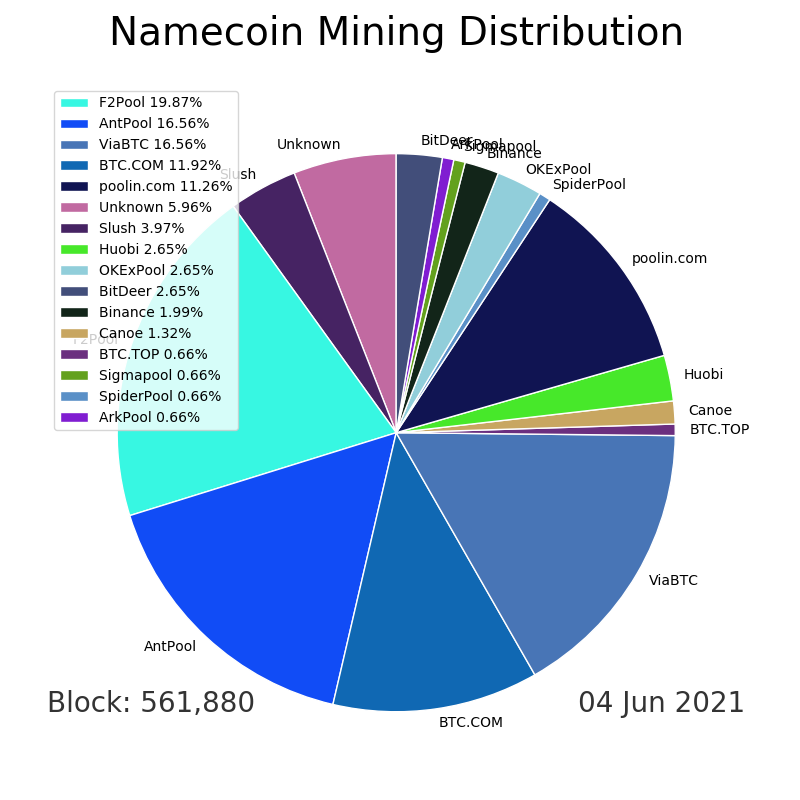 Namecoin Mining Distribution
F2Pool 19.87%
AntPool 16.56%
ViaBTC 16.56%
BTC.COM 11.92%
poolin.com 11.26%
Unknown 5.96%
Slush 3.97%
Huobi 2.65%
OKExPool 2.65%
BitDeer 2.65%
Binance 1.99%
Canoe 1.32%
BTC.TOP 0.66%
Sigmapool 0.66%
SpiderPool 0.66%
ArkPool 0.66%
Unknown
Slush
F2Pool
AntPool
BTC.COM
ViaBTC
BTC.TOP
Canoe
Huobi
poolin.com
SpiderPool
OKExPool
Binance
Sigmapool
ArkPool
BitDeer
Block: 561,880
04 Jun 2021